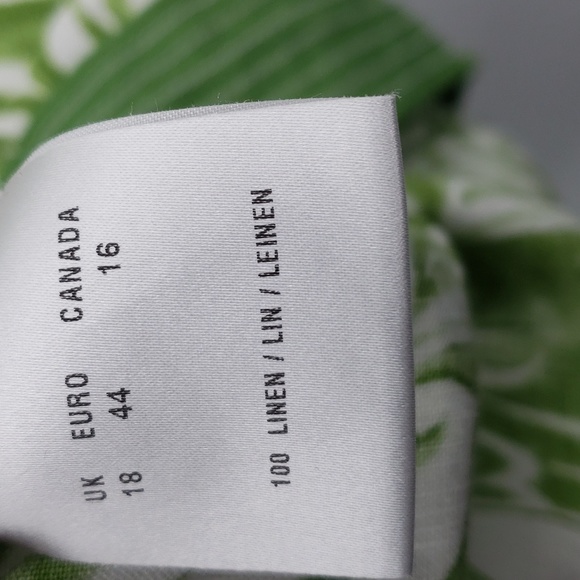 UK EURO CANADA
18 44 16
100 LINEN / LIN / LEINEN